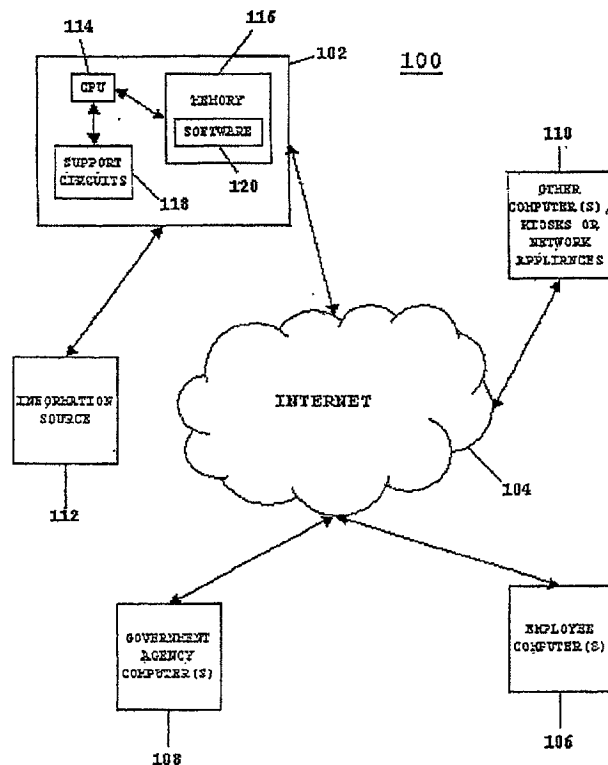 114
116
102
100
CPU
MEMORY
SOFTWARE
SUPPORT
CIRCUITS
118
120
110
OTHER
COMPUTER(S),
KIOSKS OR
NETWORK
APPLIANCES
INFORMATION
SOURCE
112
INTERNET
104
GOVERNMENT
AGENCY
COMPUTER(S)
108
EMPLOYEE
COMPUTER(S)
106